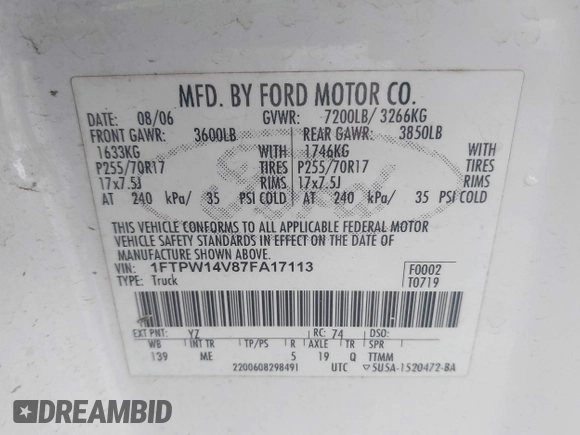 MFD. BY FORD MOTOR CO.
DATE: 08/06 GVWR: 7200LB/ 3266KG
FRONT GAWR: 3600LB REAR GAWR: 3850LB
1633KG WITH 1746KG WITH
P255/70R17 TIRES P255/70R17 TIRES
17x7.5J RIMS 17x7.5J RIMS
AT 240 kPa/ 35 PSI COLD AT 240 kPa/ 35 PSI COLD
THIS VEHICLE CONFORMS TO ALL APPLICABLE FEDERAL MOTOR
VEHICLE SAFETY STANDARDS IN EFFECT ON THE DATE OF
MANUFACTURE SHOWN ABOVE.
VIN: 1FTPW14V87FA17113 F0002
TYPE: Truck T0719
EXT PNT: YZ RC: 74 DSO:
WB INT TR TP/PS R AXLE TR SPR
139 ME 5 19 Q TTMM
2200608298491 UTC 5U5A-1520472-BA
DREAMBID